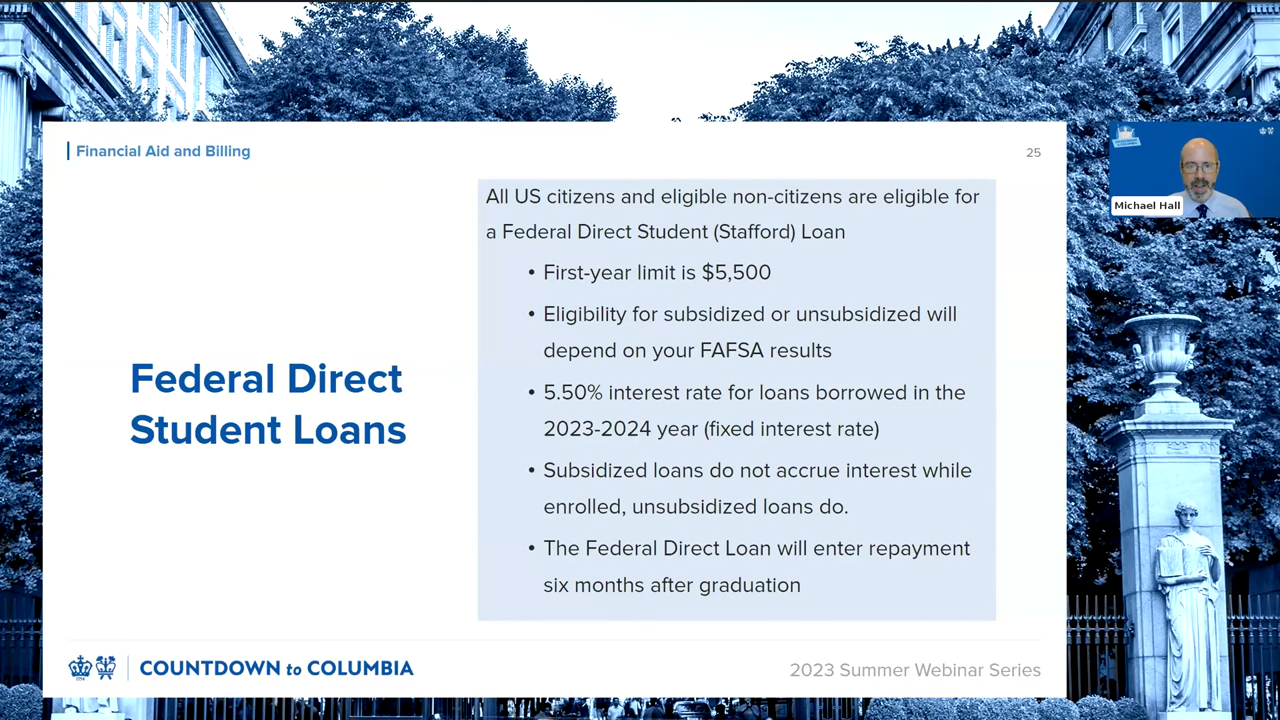 Financial Aid and Billing
25
All US citizens and eligible non-citizens are eligible for
a Federal Direct Student (Stafford) Loan
• First-year limit is $5,500
• Eligibility for subsidized or unsubsidized will
depend on your FAFSA results
• 5.50% interest rate for loans borrowed in the
2023-2024 year (fixed interest rate)
• Subsidized loans do not accrue interest while
enrolled, unsubsidized loans do.
• The Federal Direct Loan will enter repayment
six months after graduation
Federal Direct
Student Loans
COUNTDOWN to COLUMBIA
2023 Summer Webinar Series
Michael Hall